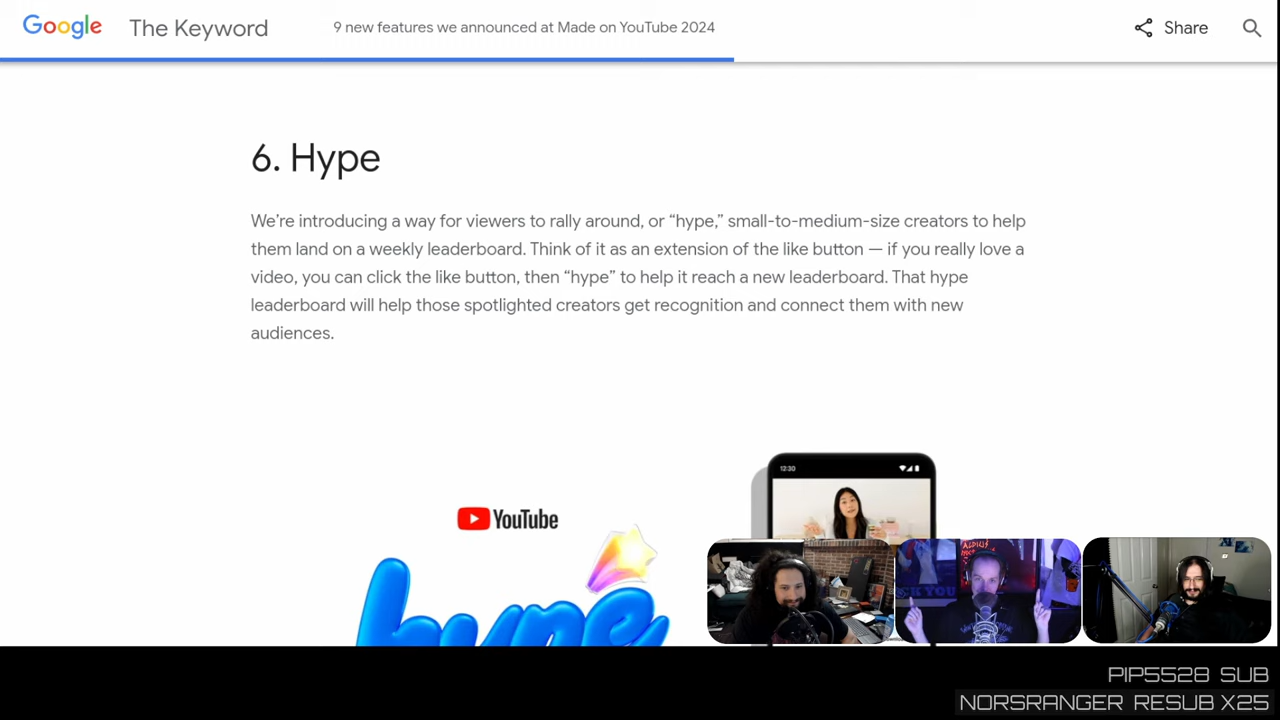 Google The Keyword 9 new features we announced at Made on YouTube 2024 Share
6. Hype
We’re introducing a way for viewers to rally around, or “hype,” small-to-medium-size creators to help
them land on a weekly leaderboard. Think of it as an extension of the like button — if you really love a
video, you can click the like button, then “hype” to help it reach a new leaderboard. That hype
leaderboard will help those spotlighted creators get recognition and connect them with new
audiences.
12:30
YouTube
hype
PIP5528 SUB
NORSRANGER RESUB X25